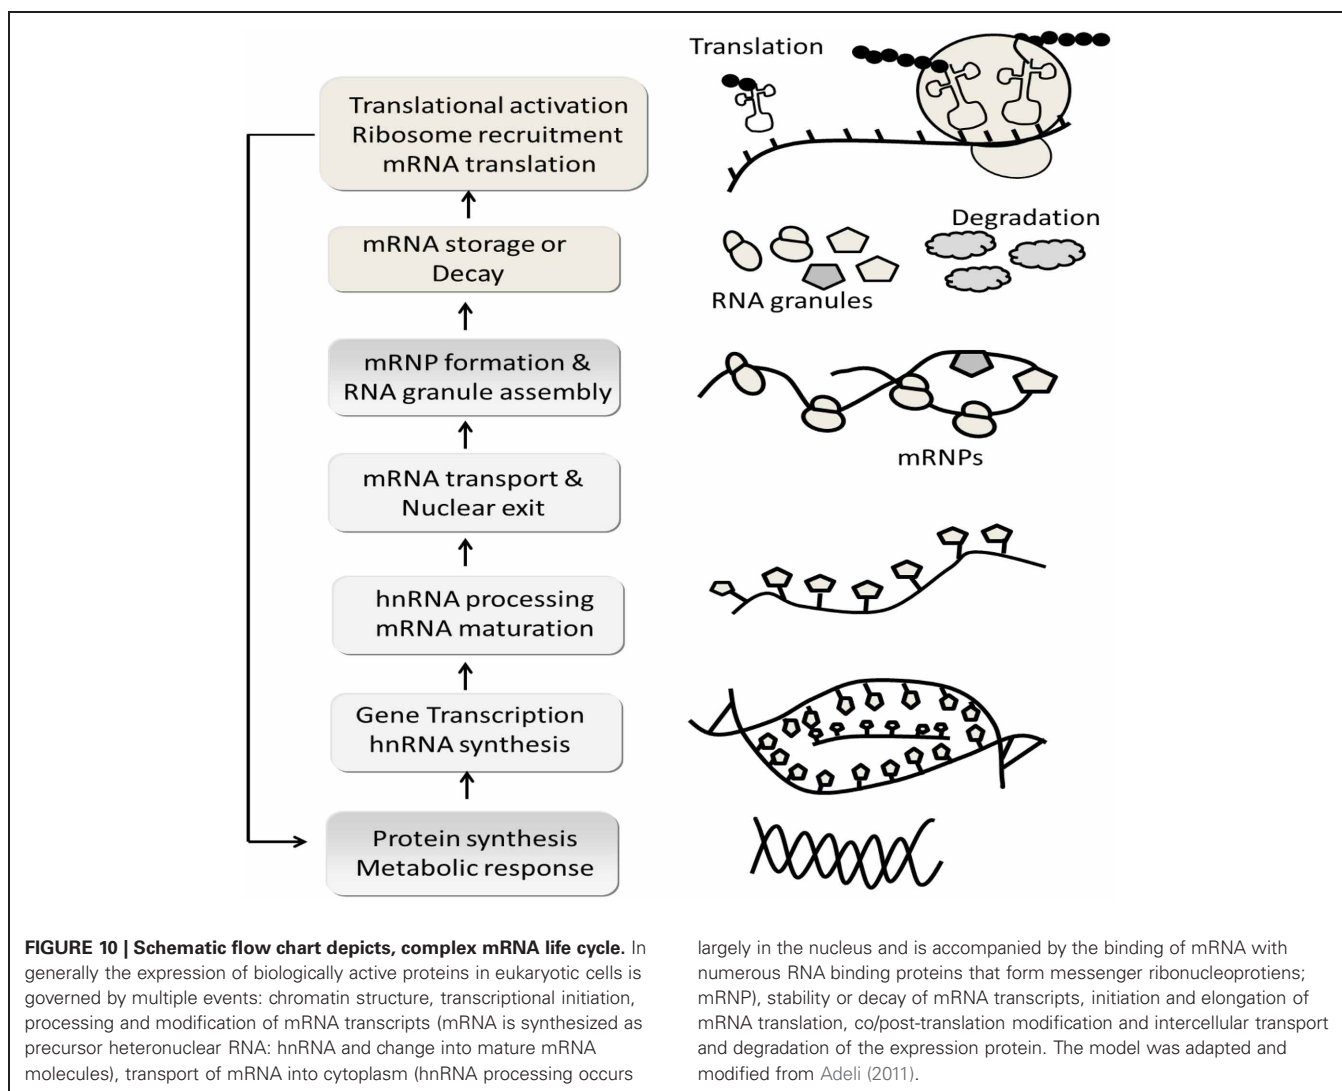 Translation
Translational activation
Ribosome recruitment
mRNA translation
Degradation
mRNA storage or
Decay
RNA granules
mRNP formation &
RNA granule assembly
mRNPs
mRNA transport &
Nuclear exit
hnRNA processing
mRNA maturation
Gene Transcription
hnRNA synthesis
Protein synthesis
Metabolic response
FIGURE 10 | Schematic flow chart depicts, complex mRNA life cycle. In
generally the expression of biologically active proteins in eukaryotic cells is
governed by multiple events: chromatin structure, transcriptional initiation,
processing and modification of mRNA transcripts (mRNA is synthesized as
precursor heteronuclear RNA: hnRNA and change into mature mRNA
molecules), transport of mRNA into cytoplasm (hnRNA processing occurs
largely in the nucleus and is accompanied by the binding of mRNA with
numerous RNA binding proteins that form messenger ribonucleoprotiens;
mRNP), stability or decay of mRNA transcripts, initiation and elongation of
mRNA translation, co/post-translation modification and intercellular transport
and degradation of the expression protein. The model was adapted and
modified from Adeli (2011).